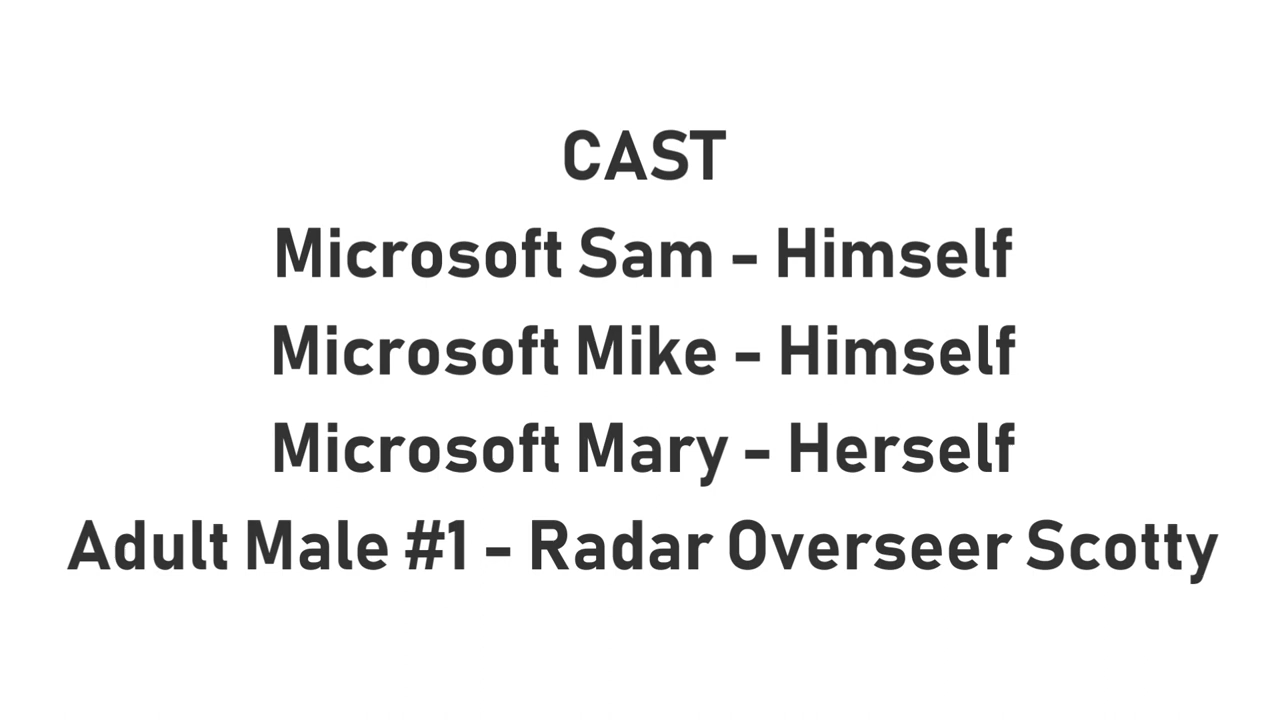 CAST
Microsoft Sam - Himself
Microsoft Mike - Himself
Microsoft Mary - Herself
Adult Male #1 - Radar Overseer Scotty